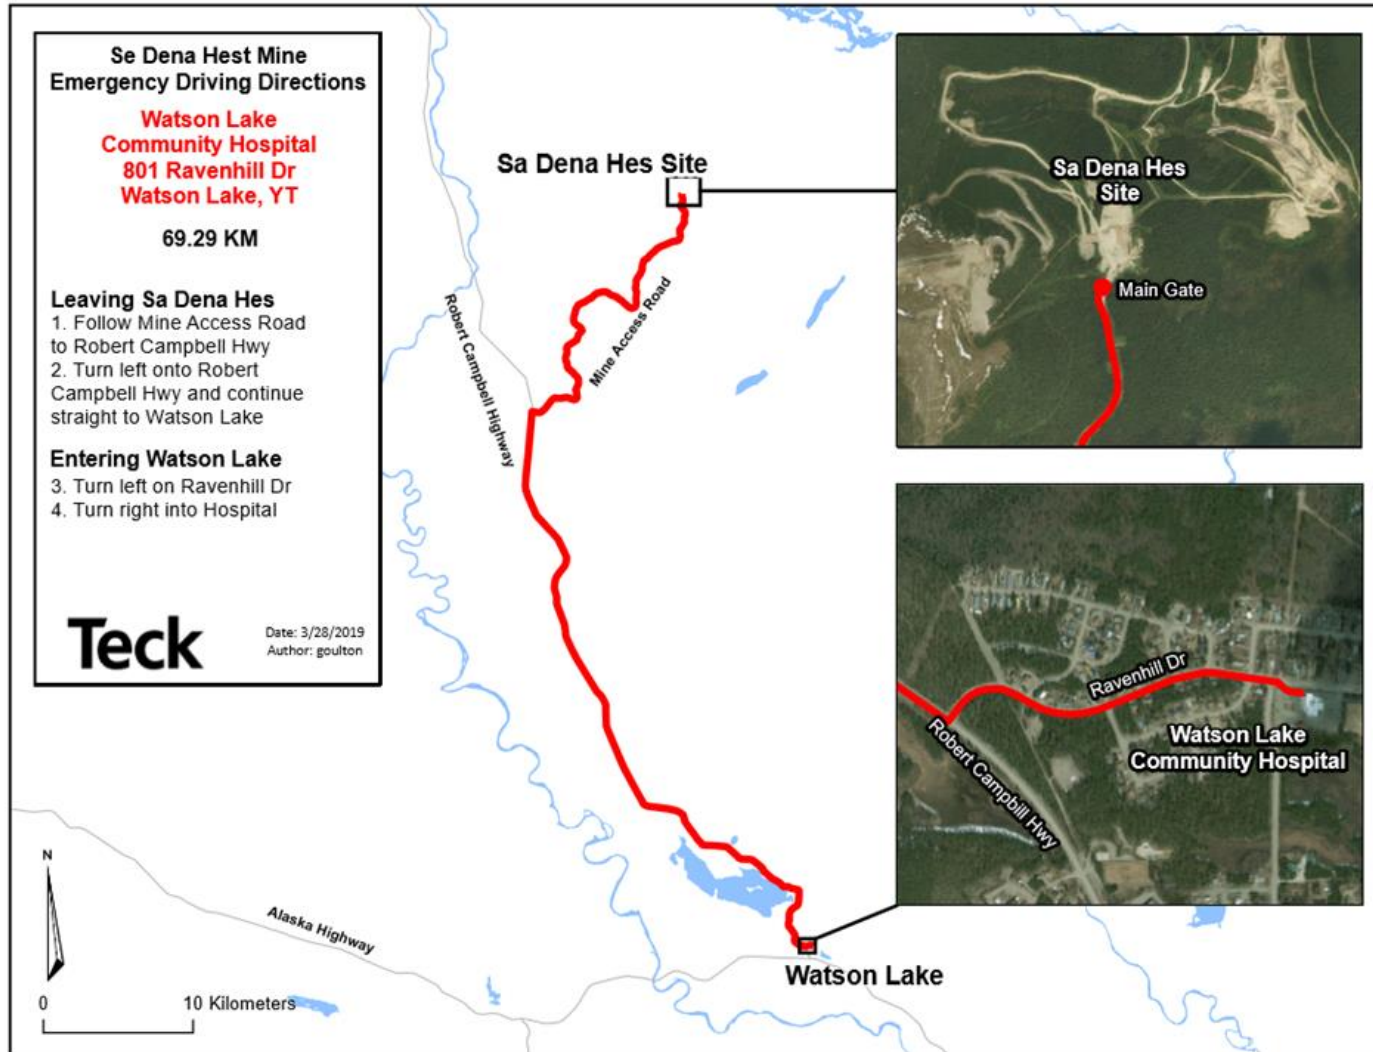 Se Dena Hest Mine
Emergency Driving Directions
Watson Lake
Community Hospital
801 Ravenhill Dr
Watson Lake, YT
69.29 KM
Leaving Sa Dena Hes
1. Follow Mine Access Road
to Robert Campbell Hwy
2. Turn left onto Robert
Campbell Hwy and continue
straight to Watson Lake
Entering Watson Lake
3. Turn left on Ravenhill Dr
4. Turn right into Hospital
Teck
Date: 3/28/2019
Author: goulton
Sa Dena Hes Site
Robert Campbell Highway
Mine Access Road
Sa Dena Hes
Site
Main Gate
Ravenhill Dr
Robert Campbill Hwy
Watson Lake
Community Hospital
Alaska Highway
Watson Lake
N
0
10 Kilometers